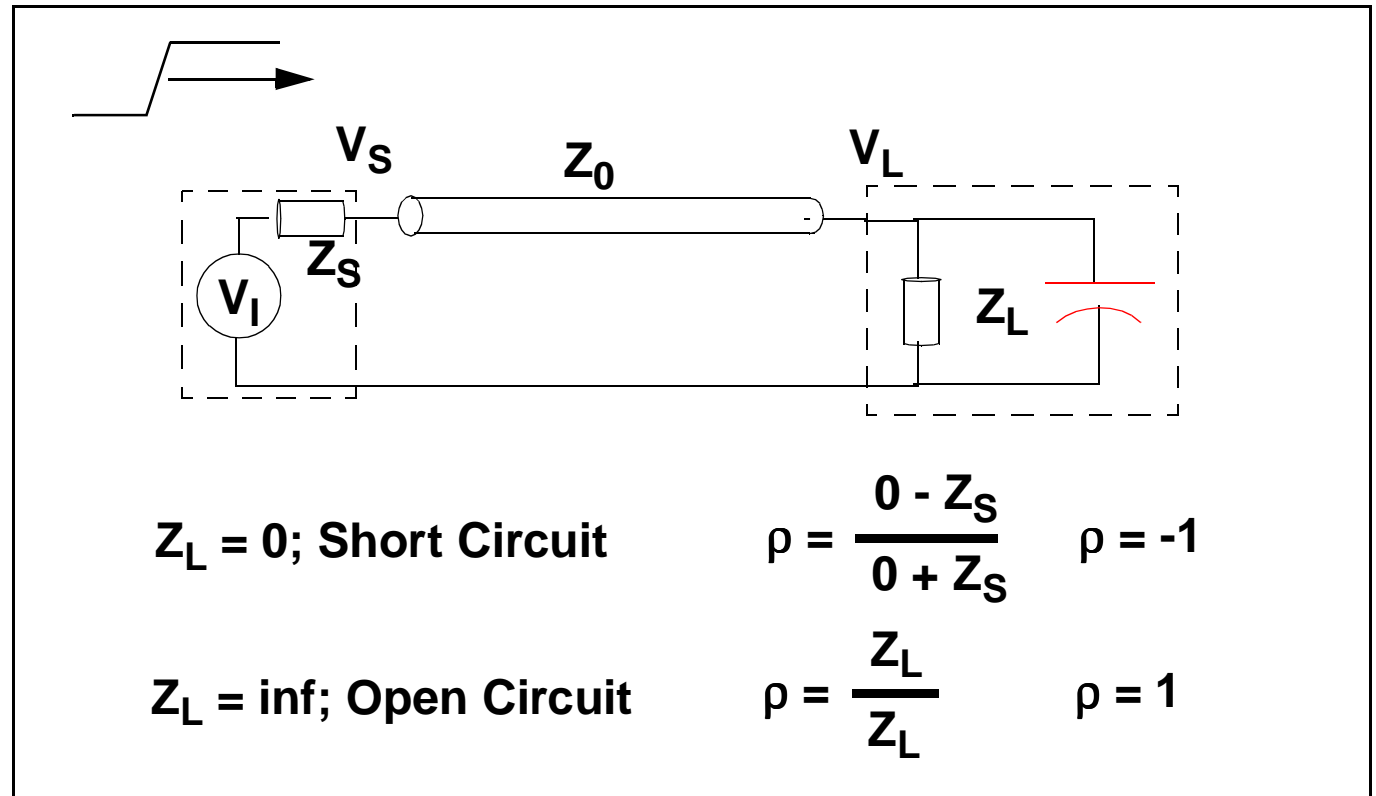 V_S
Z_0
V_L
Z_S
V_I
Z_L
Z_L = 0; Short Circuit ρ = (0 - Z_S) / (0 + Z_S) ρ = -1
Z_L = inf; Open Circuit ρ = Z_L / Z_L ρ = 1